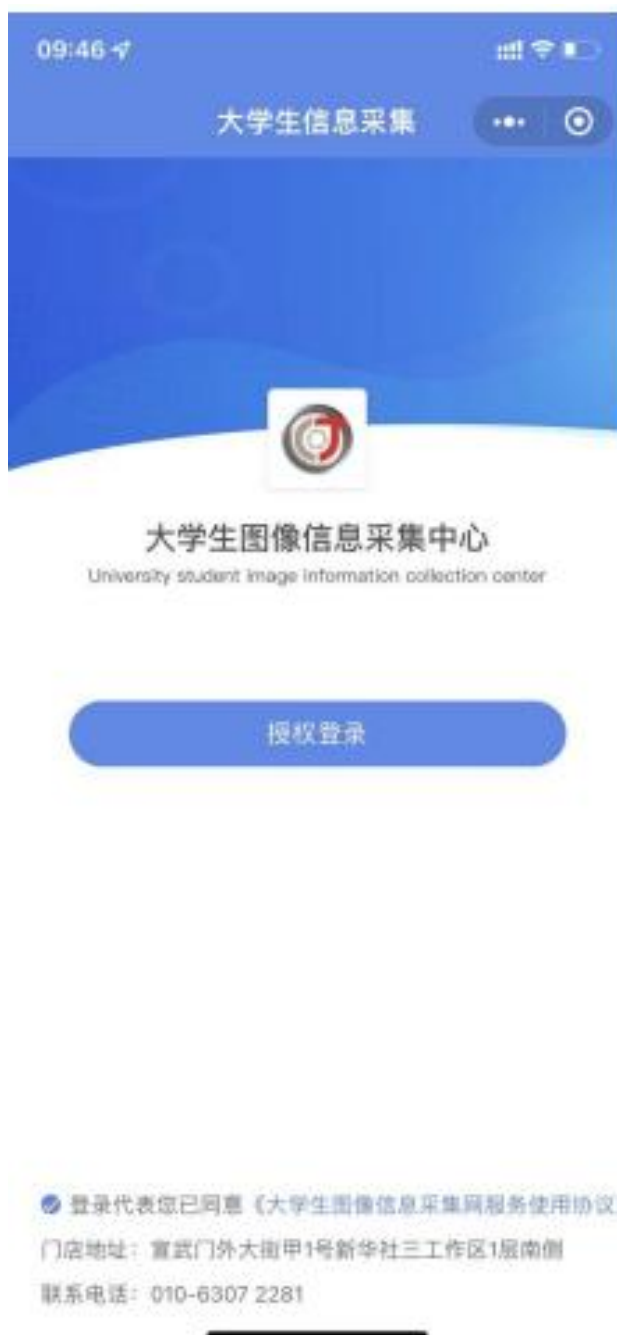 09:46
大学生信息采集
大学生图像信息采集中心
University student image information collection center
授权登录
登录代表您已同意《大学生图像信息采集网服务使用协议
门店地址：宣武门外大街甲1号新华社三工作区1层南侧
联系电话：010-6307 2281